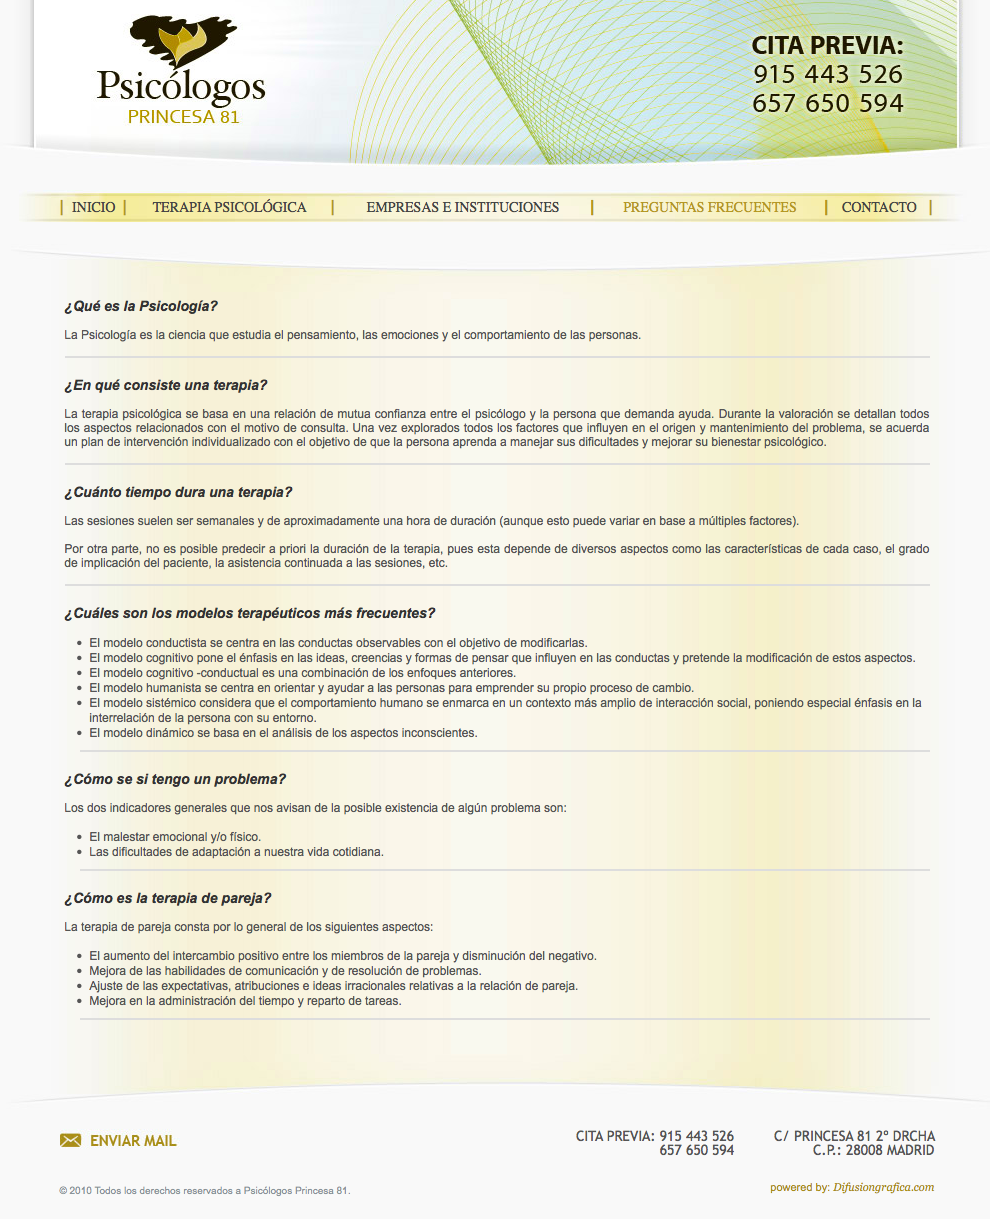 Psicólogos
PRINCESA 81
CITA PREVIA:
915 443 526
657 650 594
| INICIO | TERAPIA PSICOLÓGICA | EMPRESAS E INSTITUCIONES | PREGUNTAS FRECUENTES | CONTACTO |
¿Qué es la Psicología?
La Psicología es la ciencia que estudia el pensamiento, las emociones y el comportamiento de las personas.
¿En qué consiste una terapia?
La terapia psicológica se basa en una relación de mutua confianza entre el psicólogo y la persona que demanda ayuda. Durante la valoración se detallan todos
los aspectos relacionados con el motivo de consulta. Una vez explorados todos los factores que influyen en el origen y mantenimiento del problema, se acuerda
un plan de intervención individualizado con el objetivo de que la persona aprenda a manejar sus dificultades y mejorar su bienestar psicológico.
¿Cuánto tiempo dura una terapia?
Las sesiones suelen ser semanales y de aproximadamente una hora de duración (aunque esto puede variar en base a múltiples factores).
Por otra parte, no es posible predecir a priori la duración de la terapia, pues esta depende de diversos aspectos como las características de cada caso, el grado
de implicación del paciente, la asistencia continuada a las sesiones, etc.
¿Cuáles son los modelos terapéuticos más frecuentes?
• El modelo conductista se centra en las conductas observables con el objetivo de modificarlas.
• El modelo cognitivo pone el énfasis en las ideas, creencias y formas de pensar que influyen en las conductas y pretende la modificación de estos aspectos.
• El modelo cognitivo -conductual es una combinación de los enfoques anteriores.
• El modelo humanista se centra en orientar y ayudar a las personas para emprender su propio proceso de cambio.
• El modelo sistémico considera que el comportamiento humano se enmarca en un contexto más amplio de interacción social, poniendo especial énfasis en la
interrelación de la persona con su entorno.
• El modelo dinámico se basa en el análisis de los aspectos inconscientes.
¿Cómo se si tengo un problema?
Los dos indicadores generales que nos avisan de la posible existencia de algún problema son:
• El malestar emocional y/o físico.
• Las dificultades de adaptación a nuestra vida cotidiana.
¿Cómo es la terapia de pareja?
La terapia de pareja consta por lo general de los siguientes aspectos:
• El aumento del intercambio positivo entre los miembros de la pareja y disminución del negativo.
• Mejora de las habilidades de comunicación y de resolución de problemas.
• Ajuste de las expectativas, atribuciones e ideas irracionales relativas a la relación de pareja.
• Mejora en la administración del tiempo y reparto de tareas.
ENVIAR MAIL
CITA PREVIA: 915 443 526
657 650 594
C/ PRINCESA 81 2º DRCHA
C.P.: 28008 MADRID
© 2010 Todos los derechos reservados a Psicólogos Princesa 81.
powered by: Difusiongrafica.com